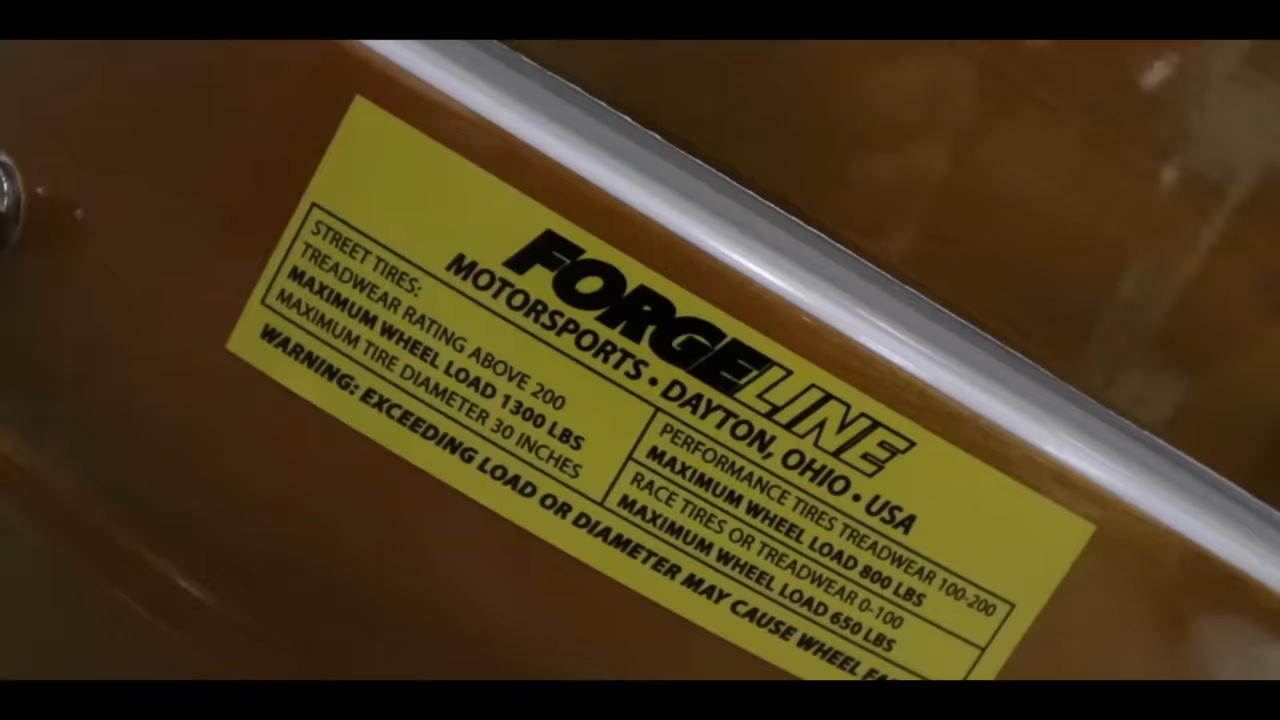 FORGELINE
MOTORSPORTS • DAYTON, OHIO • USA
STREET TIRES:
TREADWEAR RATING ABOVE 200
MAXIMUM WHEEL LOAD 1300 LBS
MAXIMUM TIRE DIAMETER 30 INCHES
PERFORMANCE TIRES TREADWEAR 100-200
MAXIMUM WHEEL LOAD 800 LBS
RACE TIRES OR TREADWEAR 0-100
MAXIMUM WHEEL LOAD 650 LBS
WARNING: EXCEEDING LOAD OR DIAMETER MAY CAUSE WHEEL